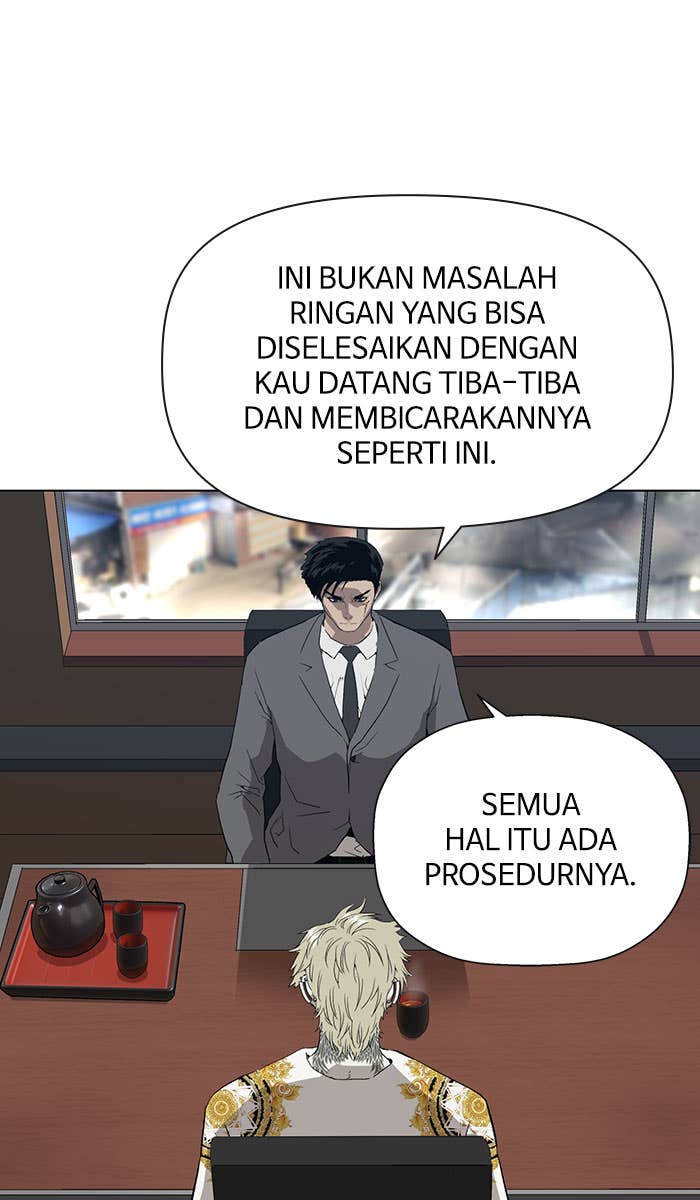 INI BUKAN MASALAH
RINGAN YANG BISA
DISELESAIKAN DENGAN
KAU DATANG TIBA-TIBA
DAN MEMBICARAKANNYA
SEPERTI INI.
SEMUA
HAL ITU ADA
PROSEDURNYA.